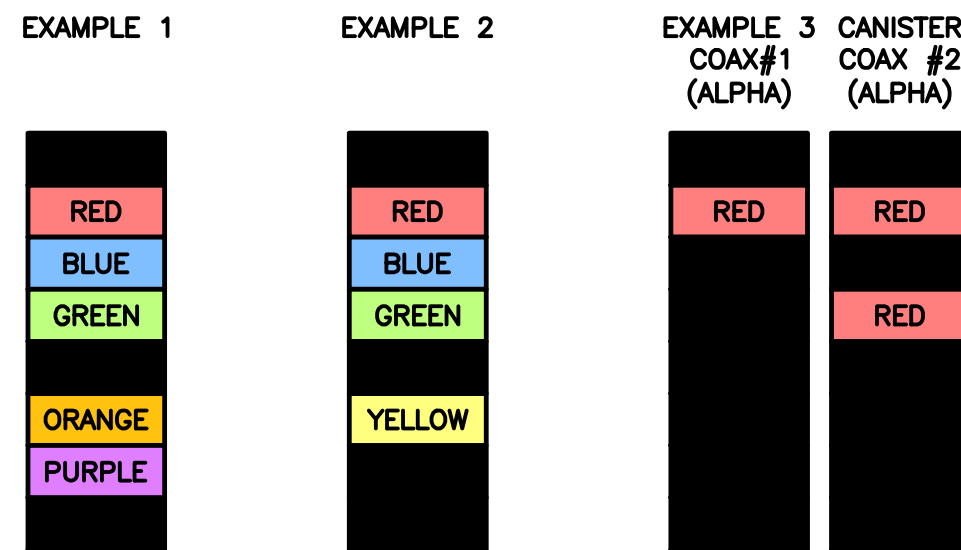 EXAMPLE 1
EXAMPLE 2
EXAMPLE 3
COAX#1
(ALPHA)
CANISTER
COAX #2
(ALPHA)
RED
BLUE
GREEN
ORANGE
PURPLE
RED
BLUE
GREEN
YELLOW
RED
RED
RED